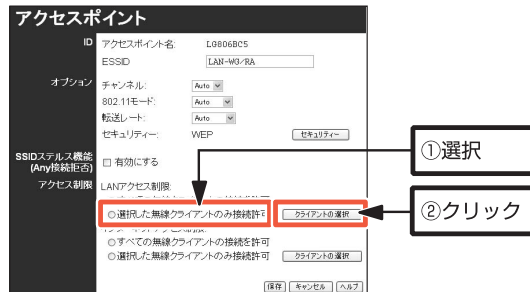 アクセスポイント
ID アクセスポイント名: LG806BC5
ESSID LAN-WG/RA
オプション チャンネル: Auto
802.11モード: Auto
転送レート: Auto
セキュリティー: WEP セキュリティー
SSIDステルス機能
(Any接続拒否) 有効にする
アクセス制限 LANアクセス制限:
選択した無線クライアントのみ接続許可 クライアントの選択
すべての無線クライアントの接続を許可
選択した無線クライアントのみ接続許可 クライアントの選択
保存 キャンセル ヘルプ
①選択
②クリック